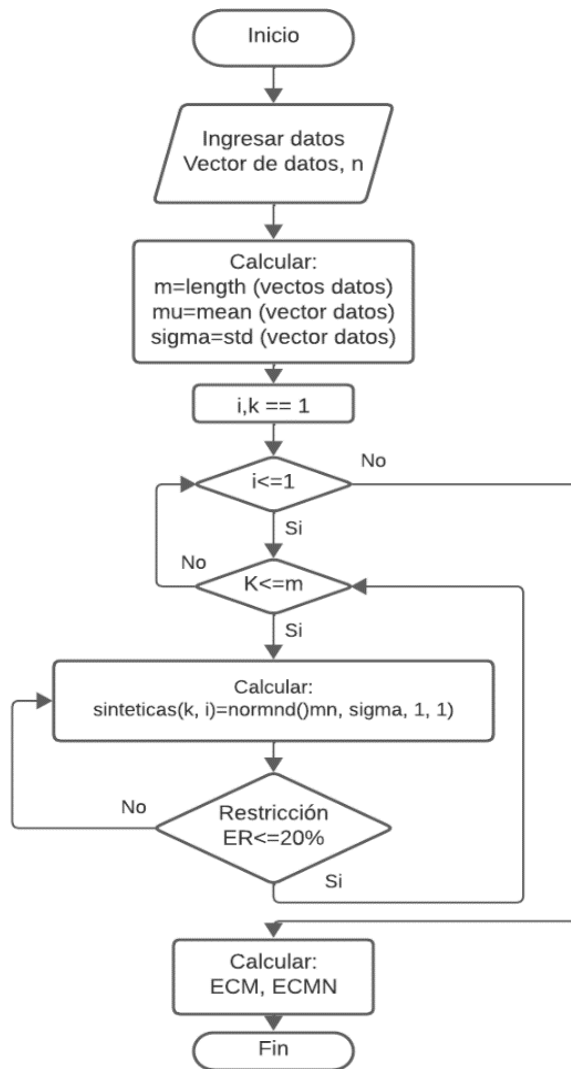 Inicio
Ingresar datos
Vector de datos, n
Calcular:
m=length (vectos datos)
mu=mean (vector datos)
sigma=std (vector datos)
i,k == 1
i<=1
No
Si
K<=m
No
Si
Calcular:
sinteticas(k, i)=normnd()mn, sigma, 1, 1)
Restricción
ER<=20%
No
Si
Calcular:
ECM, ECMN
Fin